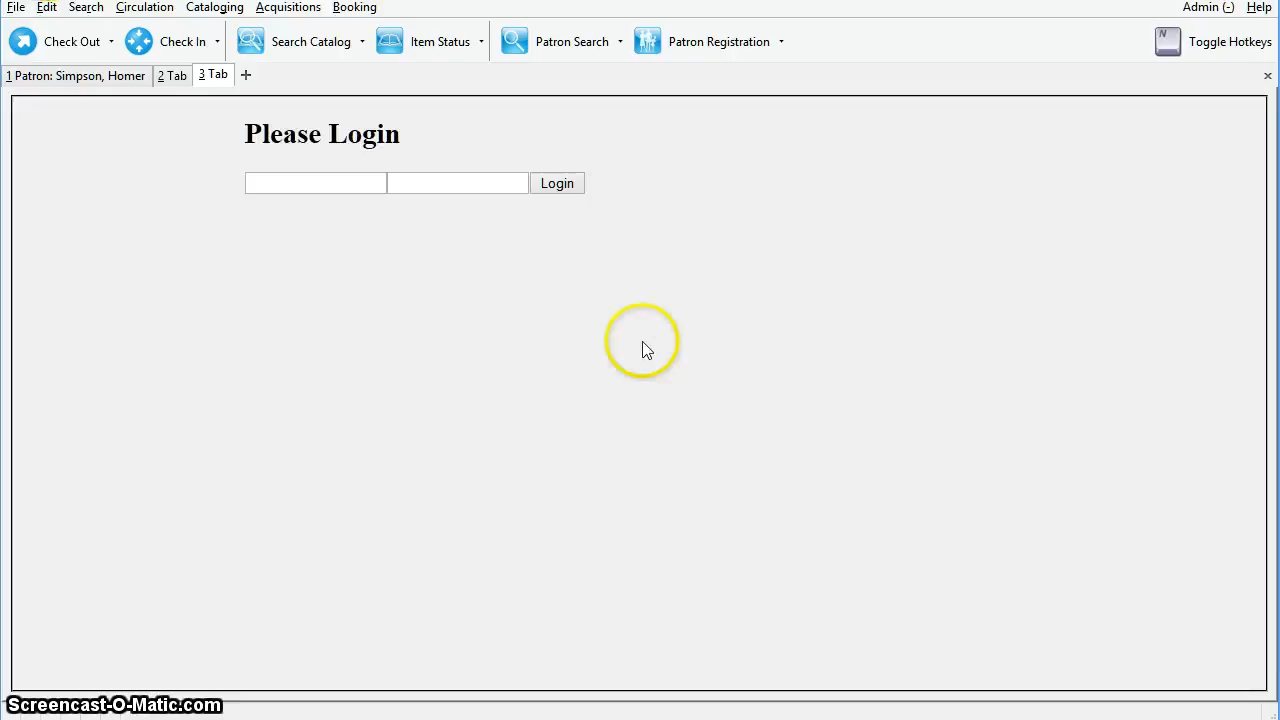 File Edit Search Circulation Cataloging Acquisitions Booking Admin (-) Help
Check Out Check In Search Catalog Item Status Patron Search Patron Registration N Toggle Hotkeys
1 Patron: Simpson, Homer 2 Tab 3 Tab + ×
Please Login
Login
Screencast-O-Matic.com